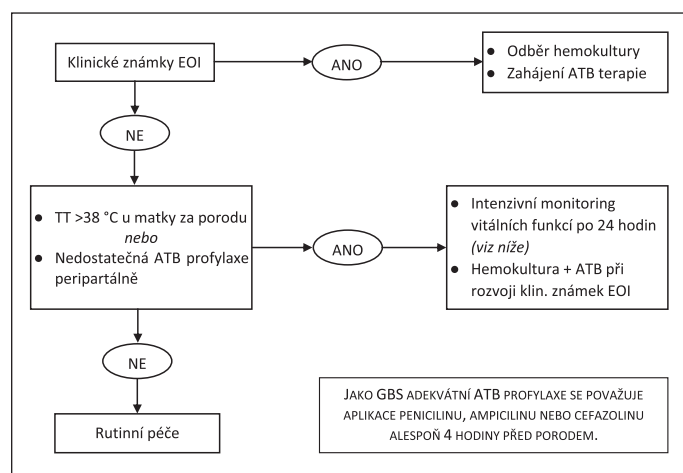 Klinické známky EOI
ANO
● Odběr hemokultury
● Zahájení ATB terapie
NE
● TT >38 °C u matky za porodu
nebo
● Nedostatečná ATB profylaxe
peripartálně
ANO
● Intenzivní monitoring
vitálních funkcí po 24 hodin
(viz níže)
● Hemokultura + ATB při
rozvoji klin. známek EOI
NE
Rutinní péče
JAKO GBS ADEKVÁTNÍ ATB PROFYLAXE SE POVAŽUJE
APLIKACE PENICILINU, AMPICILINU NEBO CEFAZOLINU
ALESPOŇ 4 HODINY PŘED PORODEM.